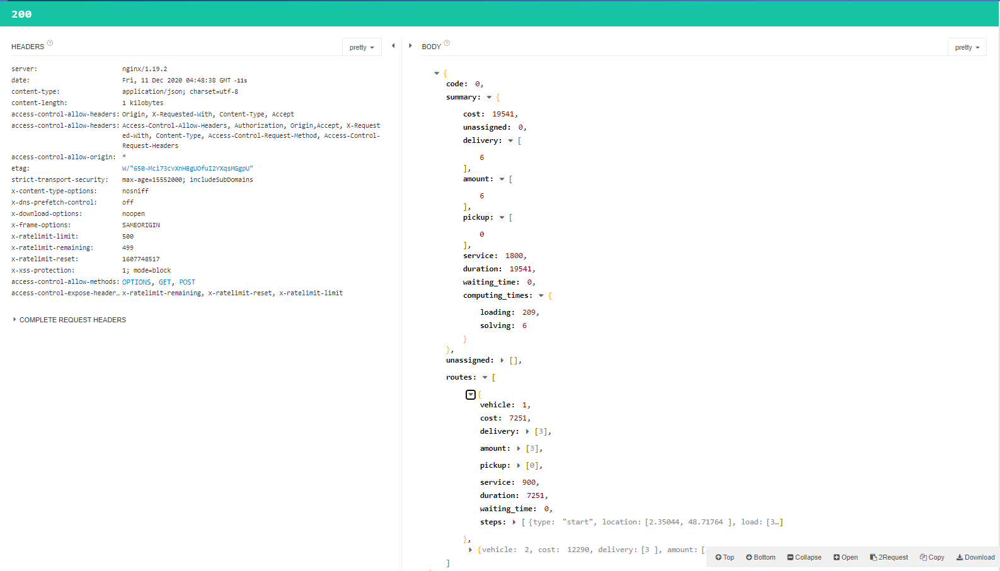 200
HEADERS
pretty
server: nginx/1.19.2
date: Fri, 11 Dec 2020 04:48:38 GMT -11s
content-type: application/json; charset=utf-8
content-length: 1 kilobytes
access-control-allow-headers: Origin, X-Requested-With, Content-Type, Accept
access-control-allow-headers: Access-Control-Allow-Headers, Authorization, Origin,Accept, X-Request
ed-With, Content-Type, Access-Control-Request-Method, Access-Control-
Request-Headers
access-control-allow-origin: *
etag: W/"650-Mci73cvXnHBgUOfuI2YXqsMGgpU"
strict-transport-security: max-age=15552000; includeSubDomains
x-content-type-options: nosniff
x-dns-prefetch-control: off
x-download-options: noopen
x-frame-options: SAMEORIGIN
x-ratelimit-limit: 500
x-ratelimit-remaining: 499
x-ratelimit-reset: 1607748517
x-xss-protection: 1; mode=block
access-control-allow-methods: OPTIONS, GET, POST
access-control-expose-header… x-ratelimit-remaining, x-ratelimit-reset, x-ratelimit-limit
COMPLETE REQUEST HEADERS
BODY
pretty
{
code: 0,
summary: {
cost: 19541,
unassigned: 0,
delivery: [
6
],
amount: [
6
],
pickup: [
0
],
service: 1800,
duration: 19541,
waiting_time: 0,
computing_times: {
loading: 209,
solving: 6
}
},
unassigned: [],
routes: [
{
vehicle: 1,
cost: 7251,
delivery: [3],
amount: [3],
pickup: [0],
service: 900,
duration: 7251,
waiting_time: 0,
steps: [ {type: "start", location: [2.35044, 48.71764 ], load: [3…]
},
{vehicle: 2, cost: 12290, delivery: [3 ], amount: [
]
Top Bottom Collapse Open 2Request Copy Download